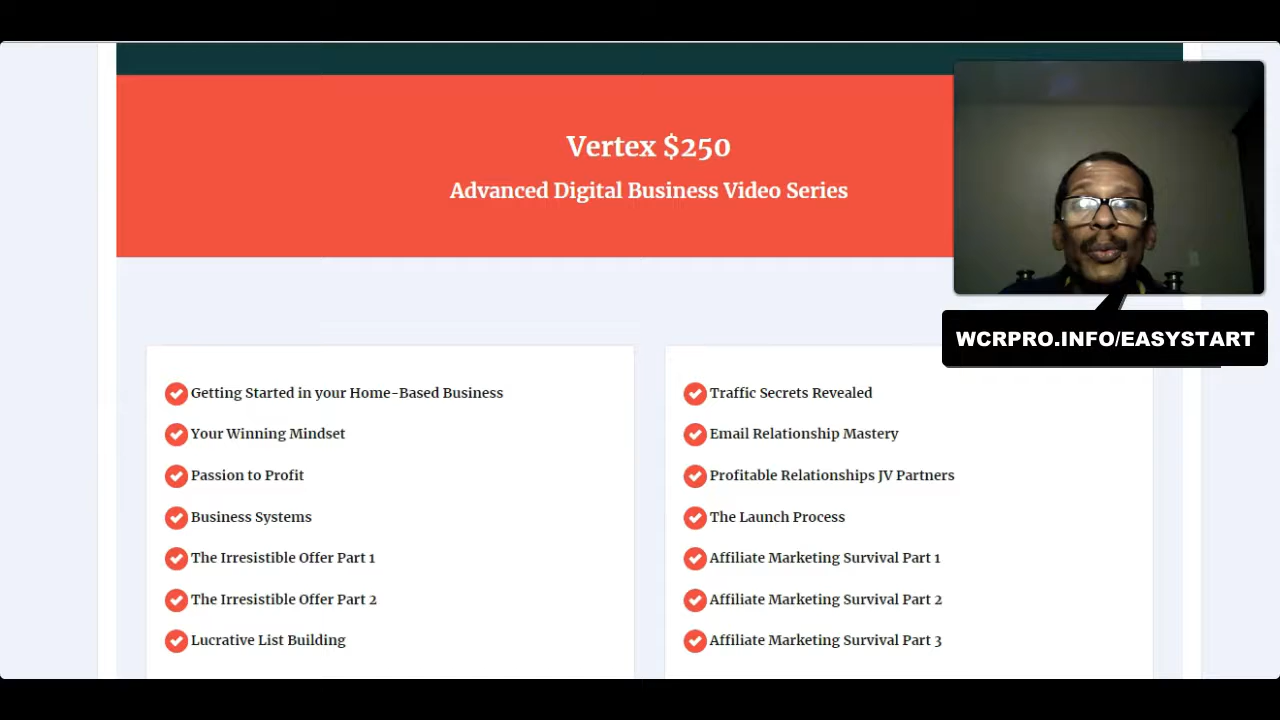 Vertex $250
Advanced Digital Business Video Series
WCRPRO.INFO/EASYSTART
Getting Started in your Home-Based Business
Your Winning Mindset
Passion to Profit
Business Systems
The Irresistible Offer Part 1
The Irresistible Offer Part 2
Lucrative List Building
Traffic Secrets Revealed
Email Relationship Mastery
Profitable Relationships JV Partners
The Launch Process
Affiliate Marketing Survival Part 1
Affiliate Marketing Survival Part 2
Affiliate Marketing Survival Part 3